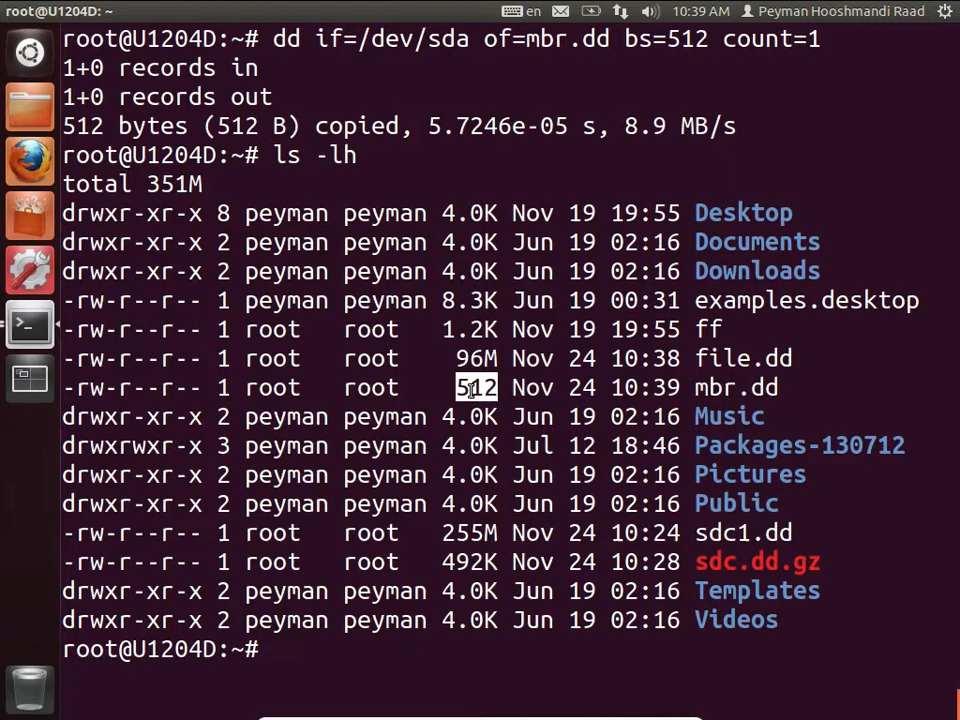 root@U1204D: ~
en
10:39 AM
Peyman Hooshmandi Raad
root@U1204D:~# dd if=/dev/sda of=mbr.dd bs=512 count=1
1+0 records in
1+0 records out
512 bytes (512 B) copied, 5.7246e-05 s, 8.9 MB/s
root@U1204D:~# ls -lh
total 351M
drwxr-xr-x 8 peyman peyman 4.0K Nov 19 19:55 Desktop
drwxr-xr-x 2 peyman peyman 4.0K Jun 19 02:16 Documents
drwxr-xr-x 2 peyman peyman 4.0K Jun 19 02:16 Downloads
-rw-r--r-- 1 peyman peyman 8.3K Jun 19 00:31 examples.desktop
-rw-r--r-- 1 root   root   1.2K Nov 19 19:55 ff
-rw-r--r-- 1 root   root    96M Nov 24 10:38 file.dd
-rw-r--r-- 1 root   root    512 Nov 24 10:39 mbr.dd
drwxr-xr-x 2 peyman peyman 4.0K Jun 19 02:16 Music
drwxrwxr-x 3 peyman peyman 4.0K Jul 12 18:46 Packages-130712
drwxr-xr-x 2 peyman peyman 4.0K Jun 19 02:16 Pictures
drwxr-xr-x 2 peyman peyman 4.0K Jun 19 02:16 Public
-rw-r--r-- 1 root   root   255M Nov 24 10:24 sdc1.dd
-rw-r--r-- 1 root   root   492K Nov 24 10:28 sdc.dd.gz
drwxr-xr-x 2 peyman peyman 4.0K Jun 19 02:16 Templates
drwxr-xr-x 2 peyman peyman 4.0K Jun 19 02:16 Videos
root@U1204D:~#